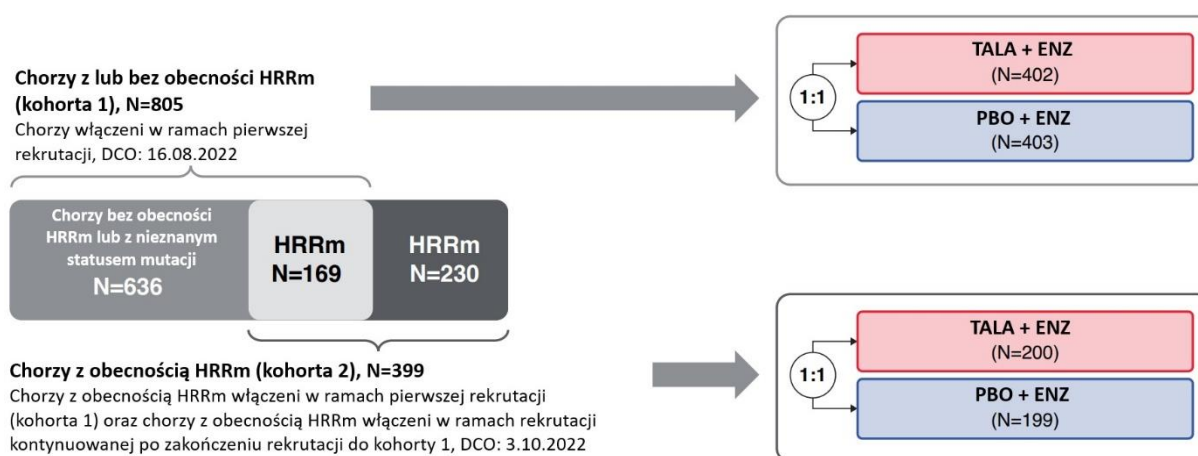 Chorzy z lub bez obecności HRRm
(kohorta 1), N=805
Chorzy włączeni w ramach pierwszej
rekrutacji, DCO: 16.08.2022
1:1
TALA + ENZ
(N=402)
PBO + ENZ
(N=403)
Chorzy bez obecności
HRRm lub z nieznanym
statusem mutacji
N=636
HRRm
N=169
HRRm
N=230
Chorzy z obecnością HRRm (kohorta 2), N=399
Chorzy z obecnością HRRm włączeni w ramach pierwszej rekrutacji
(kohorta 1) oraz chorzy z obecnością HRRm włączeni w ramach rekrutacji
kontynuowanej po zakończeniu rekrutacji do kohorty 1, DCO: 3.10.2022
1:1
TALA + ENZ
(N=200)
PBO + ENZ
(N=199)